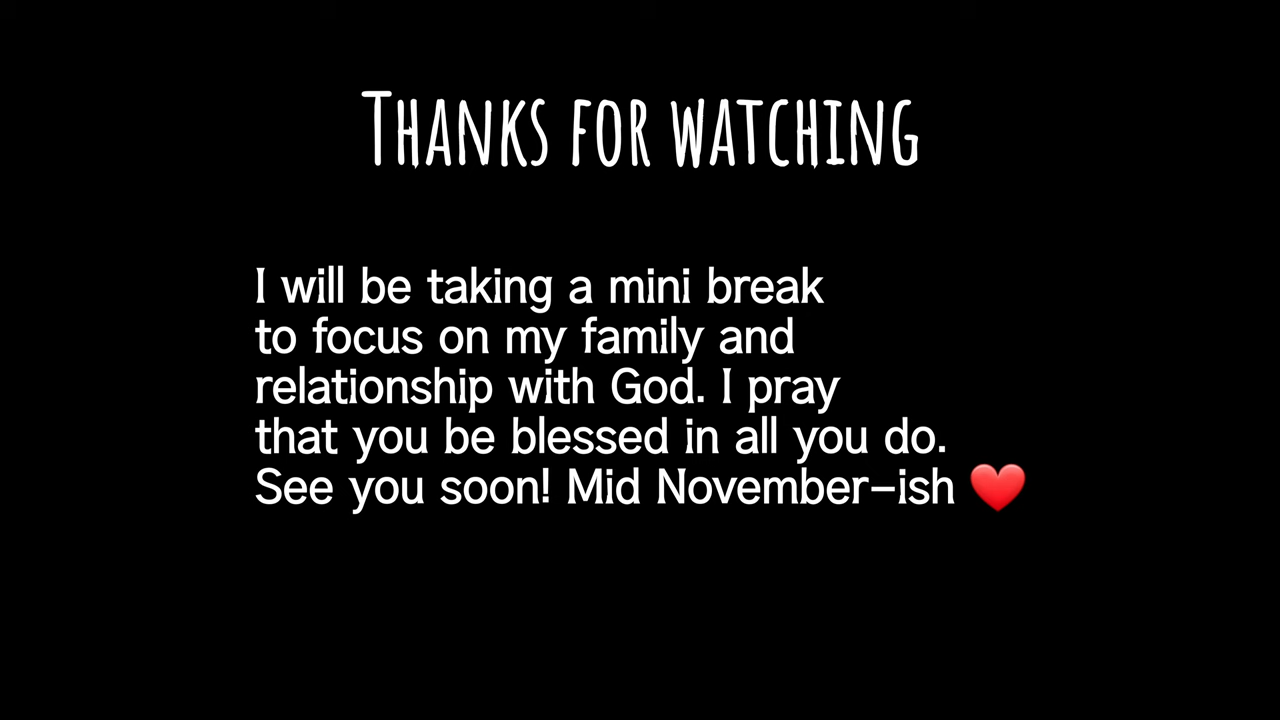 Thanks for watching
I will be taking a mini break
to focus on my family and
relationship with God. I pray
that you be blessed in all you do.
See you soon! Mid November-ish ❤️